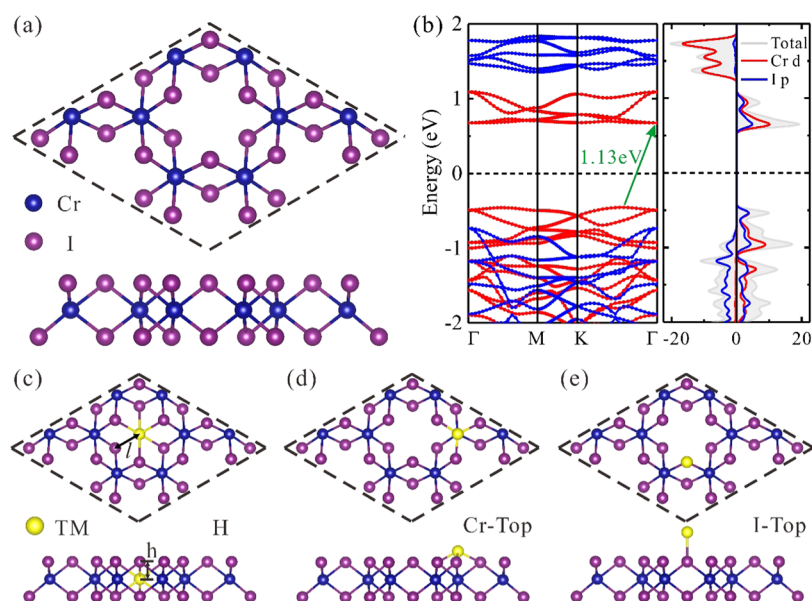 (a)
Cr
I
(b)
Energy (eV)
2
1
0
-1
-2
1.13eV
Γ
M
K
Γ
Total
Cr d
I p
-20
0
20
(c)
l
TM
H
h
(d)
Cr-Top
(e)
I-Top